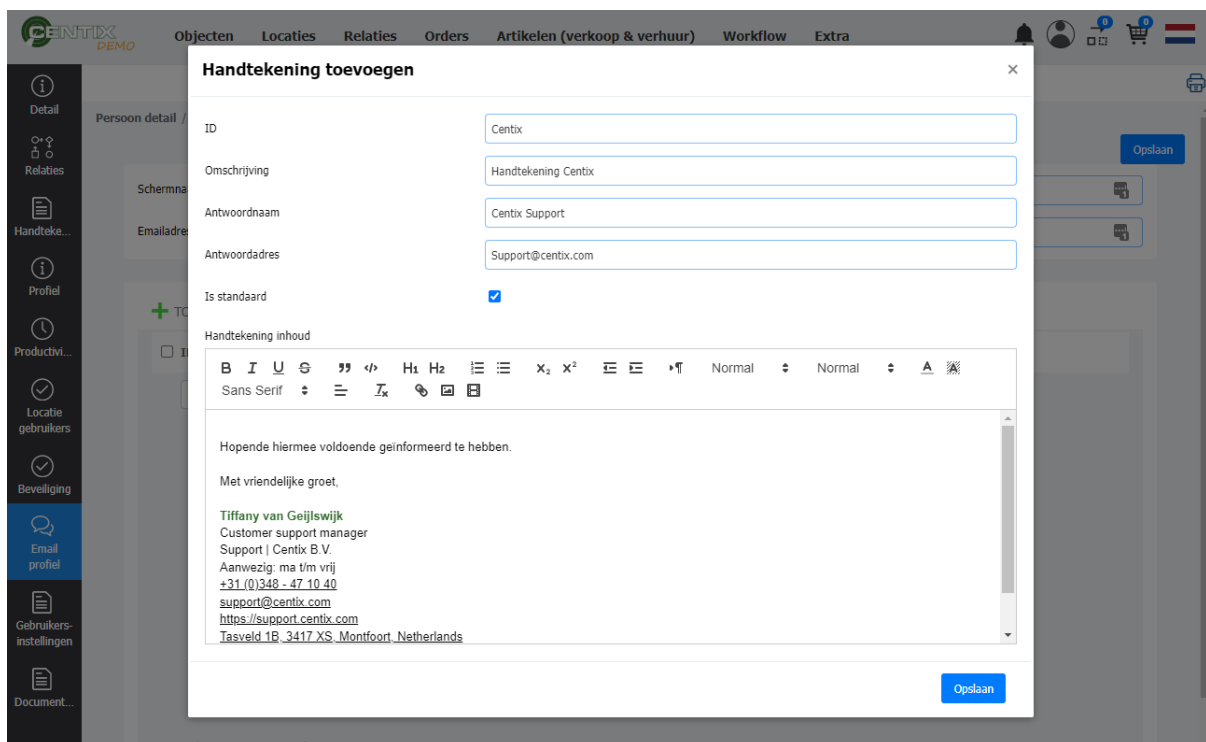 CENTIX
DEMO
Objecten Locaties Relaties Orders Artikelen (verkoop & verhuur) Workflow Extra
0 0
Detail
Relaties
Handteke...
Profiel
Productivi...
Locatie
gebruikers
Beveiliging
Email
profiel
Gebruikers-
instellingen
Document...
Persoon detail /
Opslaan
Schermna
Emailadre
TO
Handtekening toevoegen ×
ID Centix
Omschrijving Handtekening Centix
Antwoordnaam Centix Support
Antwoordadres Support@centix.com
Is standaard
Handtekening inhoud
B I U S ❞ </> H1 H2 X₂ X² ¶ Normal Normal A A
Sans Serif Tx
Hopende hiermee voldoende geïnformeerd te hebben.
Met vriendelijke groet,
Tiffany van Geijlswijk
Customer support manager
Support | Centix B.V.
Aanwezig: ma t/m vrij
+31 (0)348 - 47 10 40
support@centix.com
https://support.centix.com
Tasveld 1B, 3417 XS, Montfoort, Netherlands
Opslaan